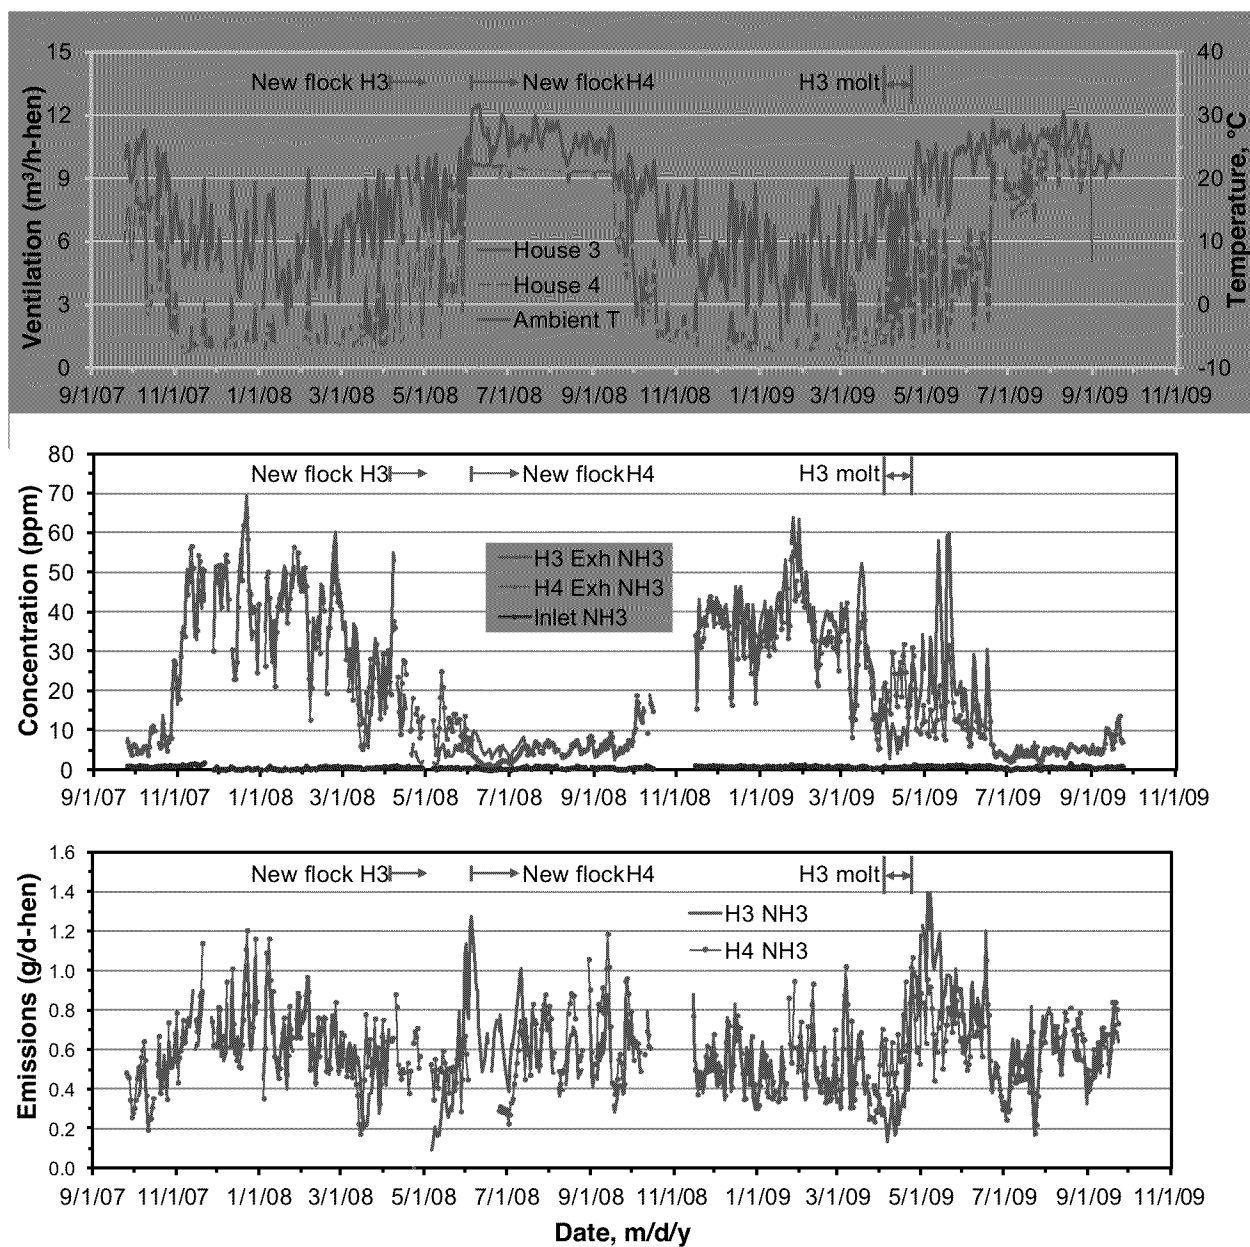 15
12
9
6
3
0
Ventilation (m³/h-hen)
40
30
20
10
0
-10
Temperature, °C
New flock H3
New flockH4
H3 molt
House 3
House 4
Ambient T
9/1/07 11/1/07 1/1/08 3/1/08 5/1/08 7/1/08 9/1/08 11/1/08 1/1/09 3/1/09 5/1/09 7/1/09 9/1/09 11/1/09
80
70
60
50
40
30
20
10
0
Concentration (ppm)
New flock H3
New flockH4
H3 molt
H3 Exh NH3
H4 Exh NH3
Inlet NH3
9/1/07 11/1/07 1/1/08 3/1/08 5/1/08 7/1/08 9/1/08 11/1/08 1/1/09 3/1/09 5/1/09 7/1/09 9/1/09 11/1/09
1.6
1.4
1.2
1.0
0.8
0.6
0.4
0.2
0.0
Emissions (g/d-hen)
New flock H3
New flockH4
H3 molt
H3 NH3
H4 NH3
9/1/07 11/1/07 1/1/08 3/1/08 5/1/08 7/1/08 9/1/08 11/1/08 1/1/09 3/1/09 5/1/09 7/1/09 9/1/09 11/1/09
Date, m/d/y